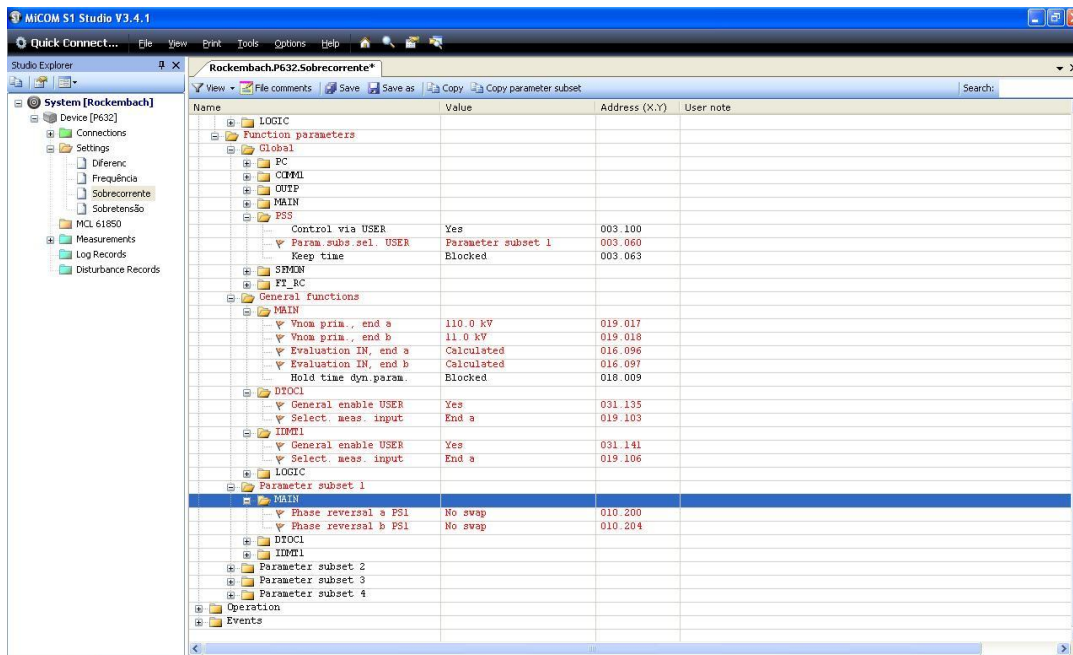 MiCOM S1 Studio V3.4.1
Quick Connect... File View Print Tools Options Help
Studio Explorer
Rockembach.P632.Sobrecorrente*
View File comments Save Save as Copy Copy parameter subset Search:
System [Rockembach]
Device [P632]
Connections
Settings
Diferenc
Frequência
Sobrecorrente
Sobretensão
MCL 61850
Measurements
Log Records
Disturbance Records
Name Value Address (X.Y) User note
LOGIC
Function parameters
Global
PC
COMM1
OUTP
MAIN
PSS
Control via USER Yes 003.100
Param.subs.sel. USER Parameter subset 1 003.060
Keep time Blocked 003.063
SFMON
FT_RC
General functions
MAIN
Vnom prim., end a 110.0 kV 019.017
Vnom prim., end b 11.0 kV 019.018
Evaluation IN, end a Calculated 016.096
Evaluation IN, end b Calculated 016.097
Hold time dyn.param. Blocked 018.009
DTOC1
General enable USER Yes 031.135
Select. meas. input End a 019.103
IDMT1
General enable USER Yes 031.141
Select. meas. input End a 019.106
LOGIC
Parameter subset 1
MAIN
Phase reversal a PS1 No swap 010.200
Phase reversal b PS1 No swap 010.204
DTOC1
IDMT1
Parameter subset 2
Parameter subset 3
Parameter subset 4
Operation
Events